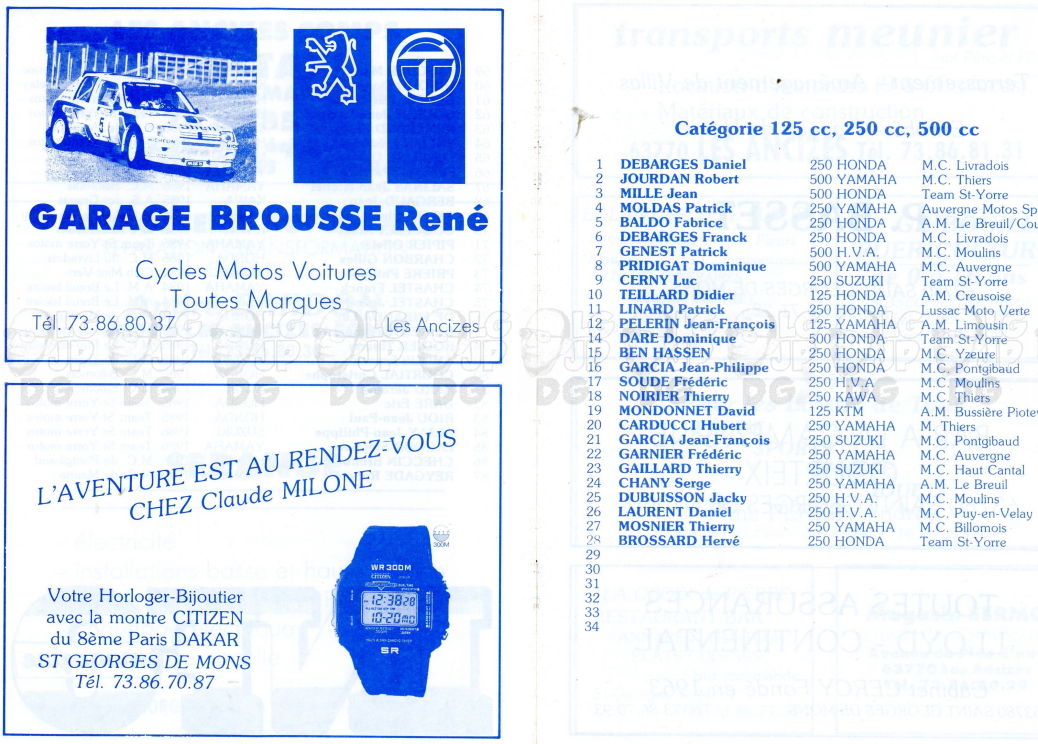 GARAGE BROUSSE René
Cycles Motos Voitures
Toutes Marques
Tél. 73.86.80.37
Les Ancizes
L'AVENTURE EST AU RENDEZ-VOUS
CHEZ Claude MILONE
300M
WR 300M
CITIZEN
12:38 28
10:26
SR
Votre Horloger-Bijoutier
avec la montre CITIZEN
du 8ème Paris DAKAR
ST GEORGES DE MONS
Tél. 73.86.70.87
Catégorie 125 cc, 250 cc, 500 cc
1 DEBARGES Daniel 250 HONDA M.C. Livradois
2 JOURDAN Robert 500 YAMAHA M.C. Thiers
3 MILLE Jean 500 HONDA Team St-Yorre
4 MOLDAS Patrick 250 YAMAHA Auvergne Motos Sp
5 BALDO Fabrice 250 HONDA A.M. Le Breuil/Cou
6 DEBARGES Franck 250 HONDA M.C. Livradois
7 GENEST Patrick 500 H.V.A. M.C. Moulins
8 PRIDIGAT Dominique 500 YAMAHA M.C. Auvergne
9 CERNY Luc 250 SUZUKI Team St-Yorre
10 TEILLARD Didier 125 HONDA A.M. Creusoise
11 LINARD Patrick 250 HONDA Lussac Moto Verte
12 PELERIN Jean-François 125 YAMAHA A.M. Limousin
14 DARE Dominique 500 HONDA Team St-Yorre
15 BEN HASSEN 250 HONDA M.C. Yzeure
16 GARCIA Jean-Philippe 250 HONDA M.C. Pontgibaud
17 SOUDE Frédéric 250 H.V.A M.C. Moulins
18 NOIRIER Thierry 250 KAWA M.C. Thiers
19 MONDONNET David 125 KTM A.M. Bussière Piote
20 CARDUCCI Hubert 250 YAMAHA M. Thiers
21 GARCIA Jean-François 250 SUZUKI M.C. Pontgibaud
22 GARNIER Frédéric 250 YAMAHA M.C. Auvergne
23 GAILLARD Thierry 250 SUZUKI M.C. Haut Cantal
24 CHANY Serge 250 YAMAHA A.M. Le Breuil
25 DUBUISSON Jacky 250 H.V.A. M.C. Moulins
26 LAURENT Daniel 250 H.V.A. M.C. Puy-en-Velay
27 MOSNIER Thierry 250 YAMAHA M.C. Billomois
28 BROSSARD Hervé 250 HONDA Team St-Yorre
29
30
31
32
33
34